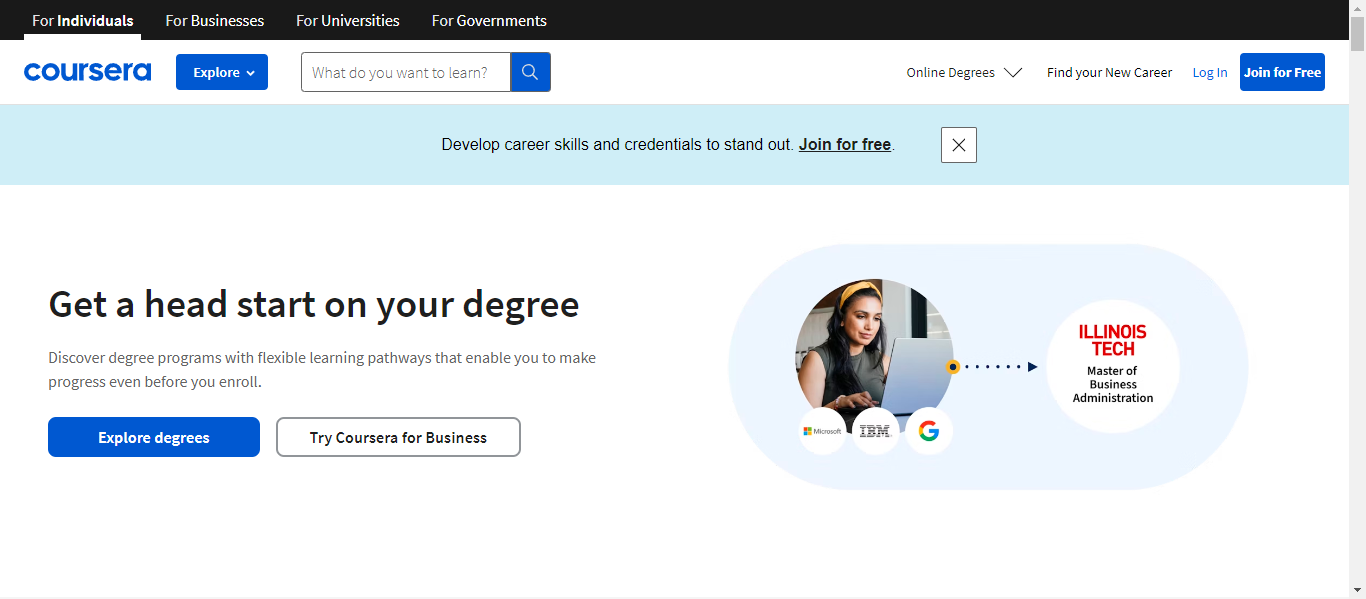 For Individuals For Businesses For Universities For Governments
coursera Explore What do you want to learn? Online Degrees Find your New Career Log In Join for Free
Develop career skills and credentials to stand out. Join for free.
Get a head start on your degree
Discover degree programs with flexible learning pathways that enable you to make
progress even before you enroll.
Explore degrees Try Coursera for Business
Microsoft IBM G
ILLINOIS
TECH
Master of
Business
Administration